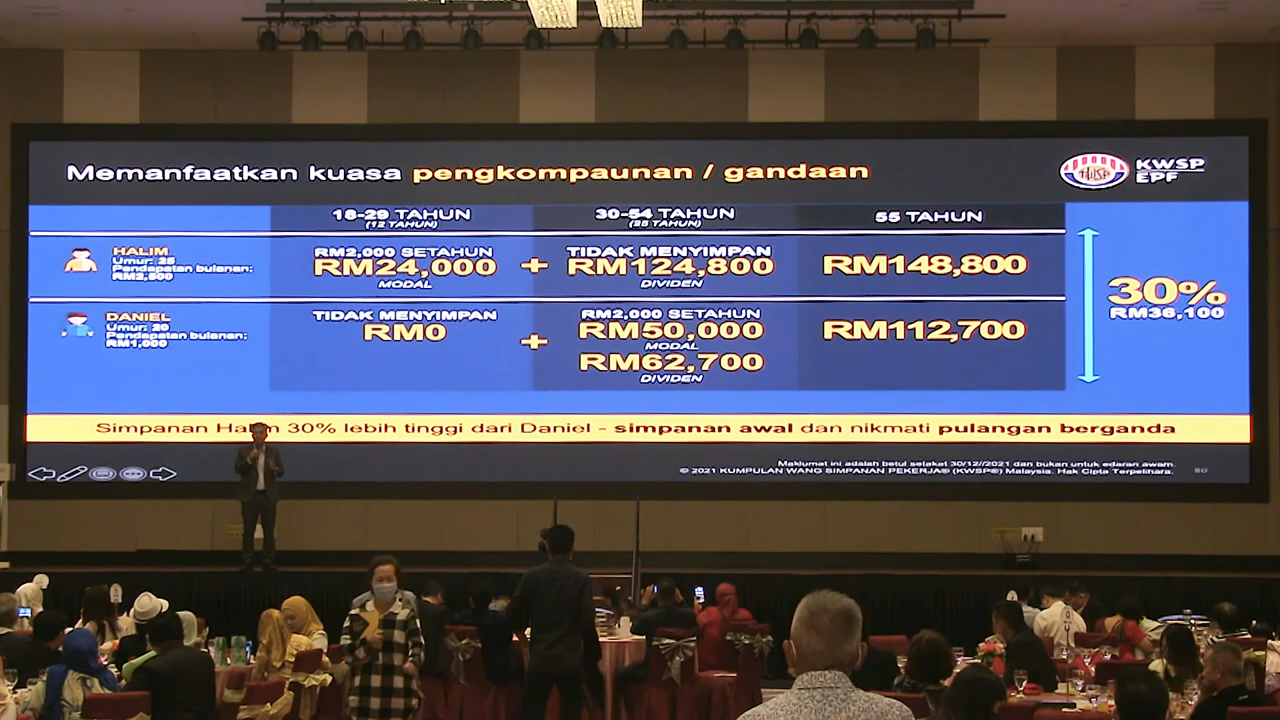 Memanfaatkan kuasa pengkompaunan / gandaan
KWSP
EPF
18-29 TAHUN
(12 TAHUN)
30-54 TAHUN
(25 TAHUN)
55 TAHUN
HALIM
Umur: 25
Pendapatan bulanan:
RM2,500
RM2,000 SETAHUN
RM24,000
MODAL
+
TIDAK MENYIMPAN
RM124,800
DIVIDEN
RM148,800
DANIEL
Umur: 20
Pendapatan bulanan:
RM1,000
TIDAK MENYIMPAN
RM0
+
RM2,000 SETAHUN
RM50,000
MODAL
RM62,700
DIVIDEN
RM112,700
30%
RM36,100
Simpanan Halim 30% lebih tinggi dari Daniel - simpanan awal dan nikmati pulangan berganda
Maklumat ini adalah betul setakat 30/12//2021 dan bukan untuk edaran awam.
© 2021 KUMPULAN WANG SIMPANAN PEKERJA® (KWSP®) Malaysia. Hak Cipta Terpelihara.